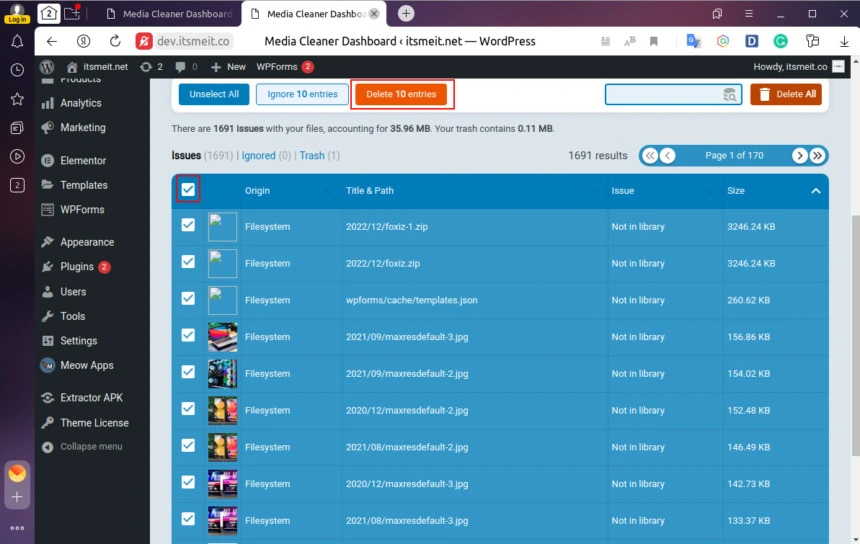 Log in
2
Media Cleaner Dashboard
Media Cleaner Dashboa
dev.itsmeit.co
Media Cleaner Dashboard ‹ itsmeit.net — WordPress
itsmeit.net
2
0
New
WPForms 2
Howdy, itsmeit.co
Products
Analytics
Marketing
Elementor
Templates
WPForms
Appearance
Plugins 2
Users
Tools
Settings
Meow Apps
Extractor APK
Theme License
Collapse menu
2
Unselect All
Ignore 10 entries
Delete 10 entries
Delete All
There are 1691 issues with your files, accounting for 35.96 MB. Your trash contains 0.11 MB.
Issues (1691) | Ignored (0) | Trash (1)
1691 results
Page 1 of 170
Origin Title & Path Issue Size
Filesystem 2022/12/foxiz-1.zip Not in library 3246.24 KB
Filesystem 2022/12/foxiz.zip Not in library 3246.24 KB
Filesystem wpforms/cache/templates.json Not in library 260.62 KB
Filesystem 2021/09/maxresdefault-3.jpg Not in library 156.86 KB
Filesystem 2021/09/maxresdefault-2.jpg Not in library 154.02 KB
Filesystem 2020/12/maxresdefault-2.jpg Not in library 152.48 KB
Filesystem 2021/08/maxresdefault-2.jpg Not in library 146.49 KB
Filesystem 2020/12/maxresdefault-3.jpg Not in library 142.73 KB
Filesystem 2021/08/maxresdefault-3.jpg Not in library 133.37 KB